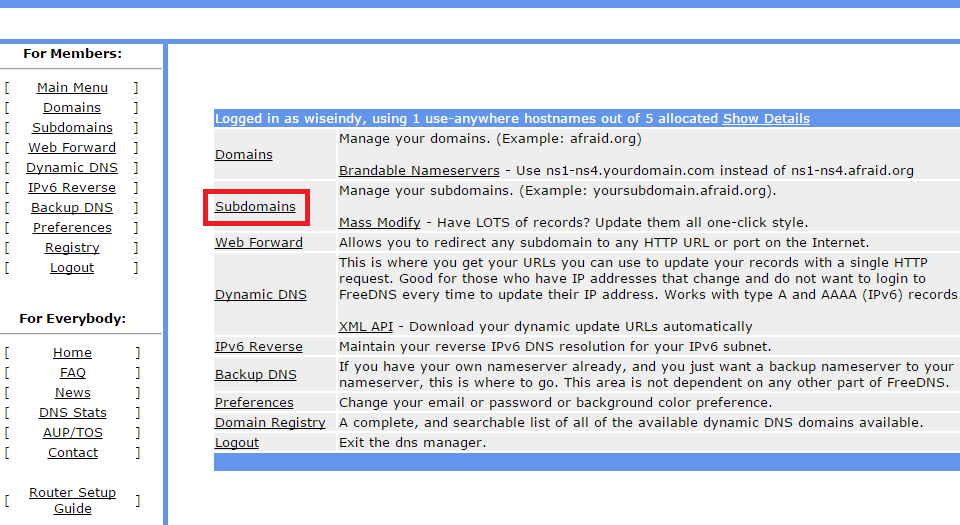 For Members:
[ Main Menu ]
[ Domains ]
[ Subdomains ]
[ Web Forward ]
[ Dynamic DNS ]
[ IPv6 Reverse ]
[ Backup DNS ]
[ Preferences ]
[ Registry ]
[ Logout ]
For Everybody:
[ Home ]
[ FAQ ]
[ News ]
[ DNS Stats ]
[ AUP/TOS ]
[ Contact ]
[ Router Setup
Guide ]
Logged in as wiseindy, using 1 use-anywhere hostnames out of 5 allocated Show Details
Domains
Manage your domains. (Example: afraid.org)
Brandable Nameservers - Use ns1-ns4.yourdomain.com instead of ns1-ns4.afraid.org
Subdomains
Manage your subdomains. (Example: yoursubdomain.afraid.org).
Mass Modify - Have LOTS of records? Update them all one-click style.
Web Forward
Allows you to redirect any subdomain to any HTTP URL or port on the Internet.
Dynamic DNS
This is where you get your URLs you can use to update your records with a single HTTP
request. Good for those who have IP addresses that change and do not want to login to
FreeDNS every time to update their IP address. Works with type A and AAAA (IPv6) records.
XML API - Download your dynamic update URLs automatically
IPv6 Reverse
Maintain your reverse IPv6 DNS resolution for your IPv6 subnet.
Backup DNS
If you have your own nameserver already, and you just want a backup nameserver to your
nameserver, this is where to go. This area is not dependent on any other part of FreeDNS.
Preferences
Change your email or password or background color preference.
Domain Registry
A complete, and searchable list of all of the available dynamic DNS domains available.
Logout
Exit the dns manager.